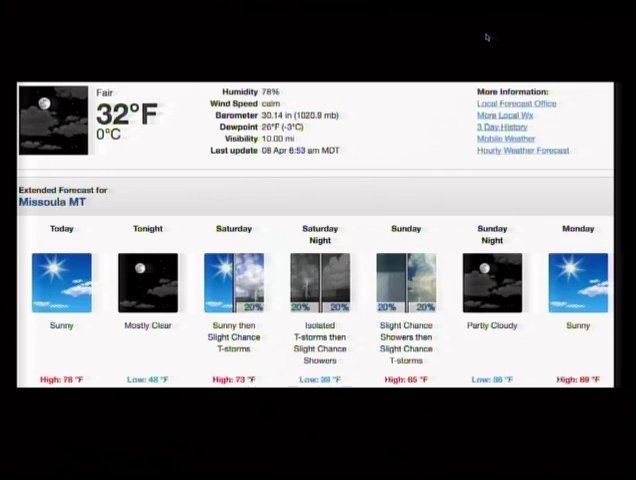 Fair
32°F
0°C
Humidity 78%
Wind Speed calm
Barometer 30.14 in (1020.9 mb)
Dewpoint 26°F (-3°C)
Visibility 10.00 mi
Last update 08 Apr 6:53 am MDT
More Information:
Local Forecast Office
More Local Wx
3 Day History
Mobile Weather
Hourly Weather Forecast
Extended Forecast for
Missoula MT
Today
Tonight
Saturday
Saturday
Night
Sunday
Sunday
Night
Monday
20%
20% 20%
20% 20%
Sunny
Mostly Clear
Sunny then
Slight Chance
T-storms
Isolated
T-storms then
Slight Chance
Showers
Slight Chance
Showers then
Slight Chance
T-storms
Partly Cloudy
Sunny
High: 76 °F
Low: 43 °F
High: 73 °F
Low: 39 °F
High: 65 °F
Low: 36 °F
High: 69 °F